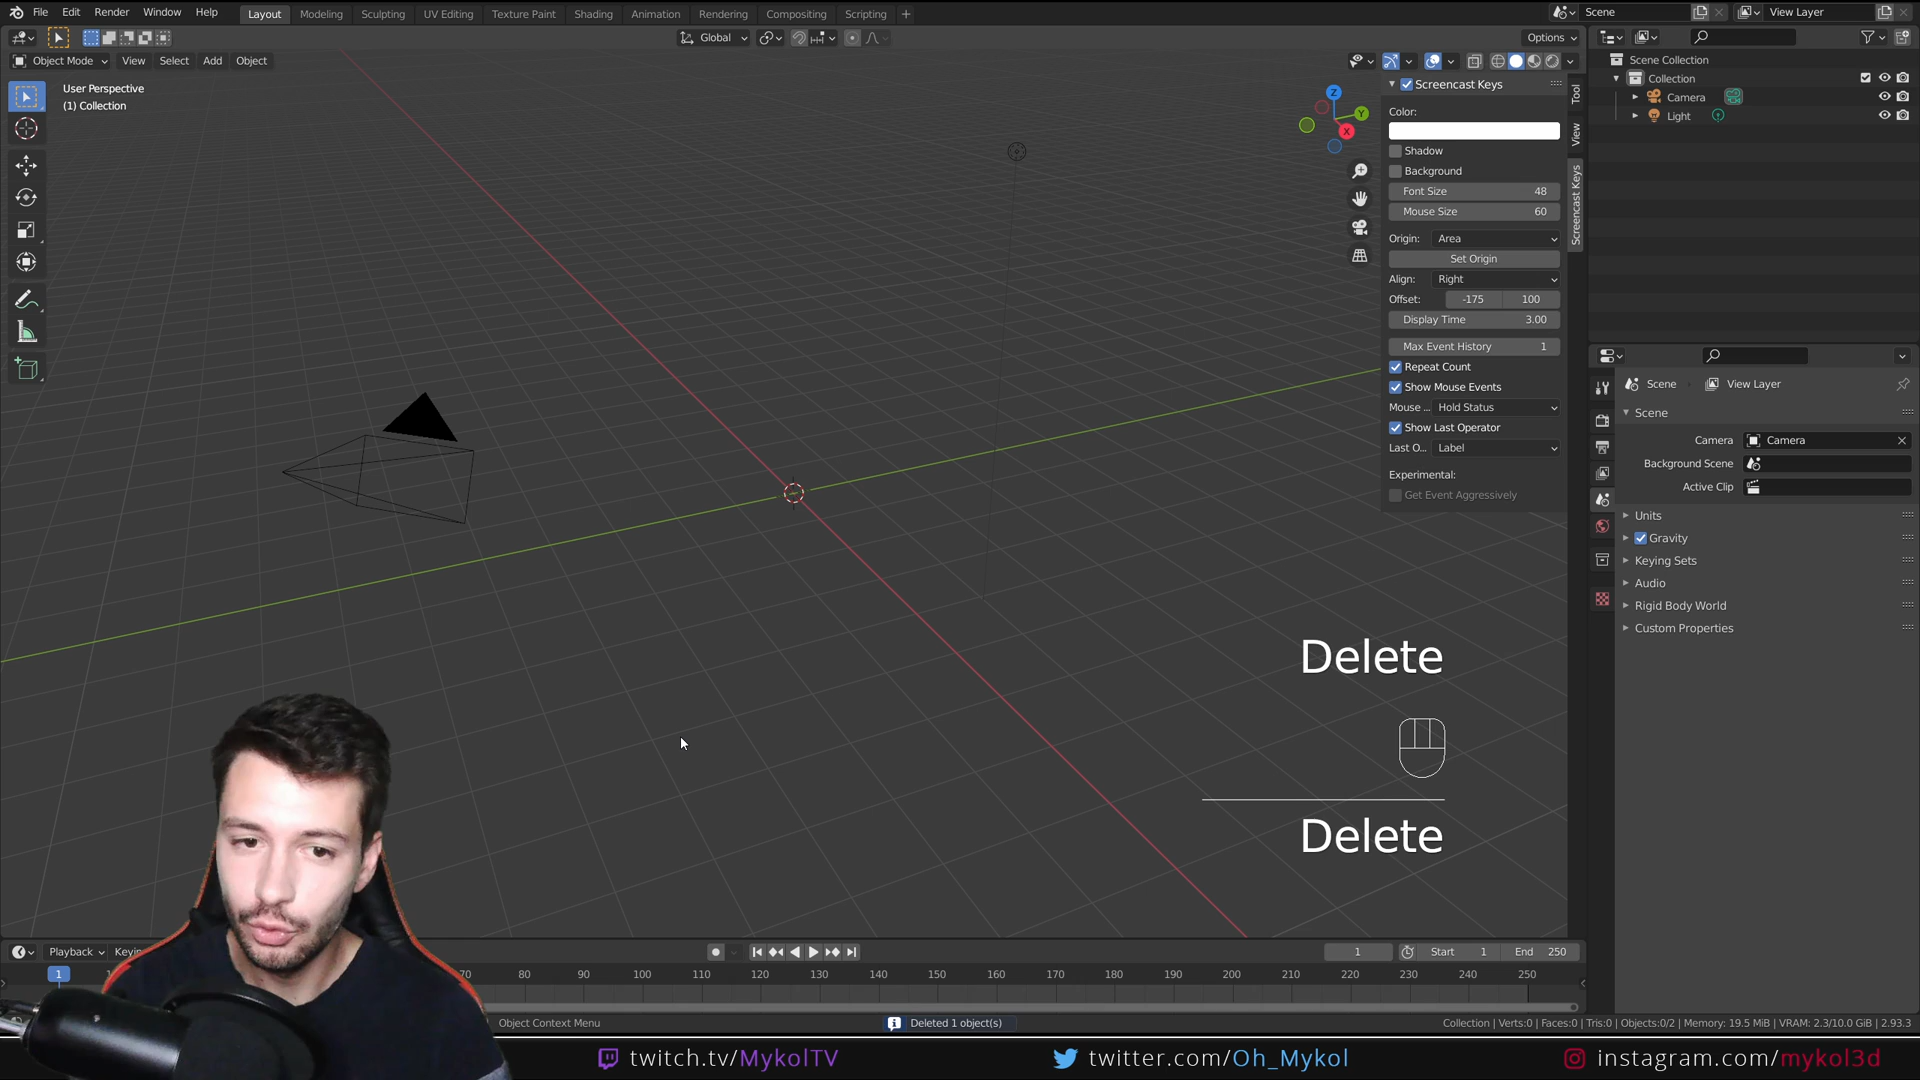 File Edit Render Window Help Layout Modeling Sculpting UV Editing Texture Paint Shading Animation Rendering Compositing Scripting + Scene View Layer
Global Options
Object Mode View Select Add Object
User Perspective
(1) Collection
Z
Y
X
Screencast Keys
Color:
Shadow
Background
Font Size 48
Mouse Size 60
Origin: Area
Set Origin
Align: Right
Offset: -175 100
Display Time 3.00
Max Event History 1
Repeat Count
Show Mouse Events
Mouse ... Hold Status
Show Last Operator
Last O... Label
Experimental:
Get Event Aggressively
Tool
View
Screencast Keys
Scene Collection
Collection
Camera
Light
Scene View Layer
Scene
Camera Camera
Background Scene
Active Clip
Units
Gravity
Keying Sets
Audio
Rigid Body World
Custom Properties
Delete
Delete
Playback Keyin 1 Start 1 End 250
1 70 80 90 100 110 120 130 140 150 160 170 180 190 200 210 220 230 240 250
Object Context Menu Deleted 1 object(s) Collection | Verts:0 | Faces:0 | Tris:0 | Objects:0/2 | Memory: 19.5 MiB | VRAM: 2.3/10.0 GiB | 2.93.3
twitch.tv/MykolTV twitter.com/Oh_Mykol instagram.com/mykol3d